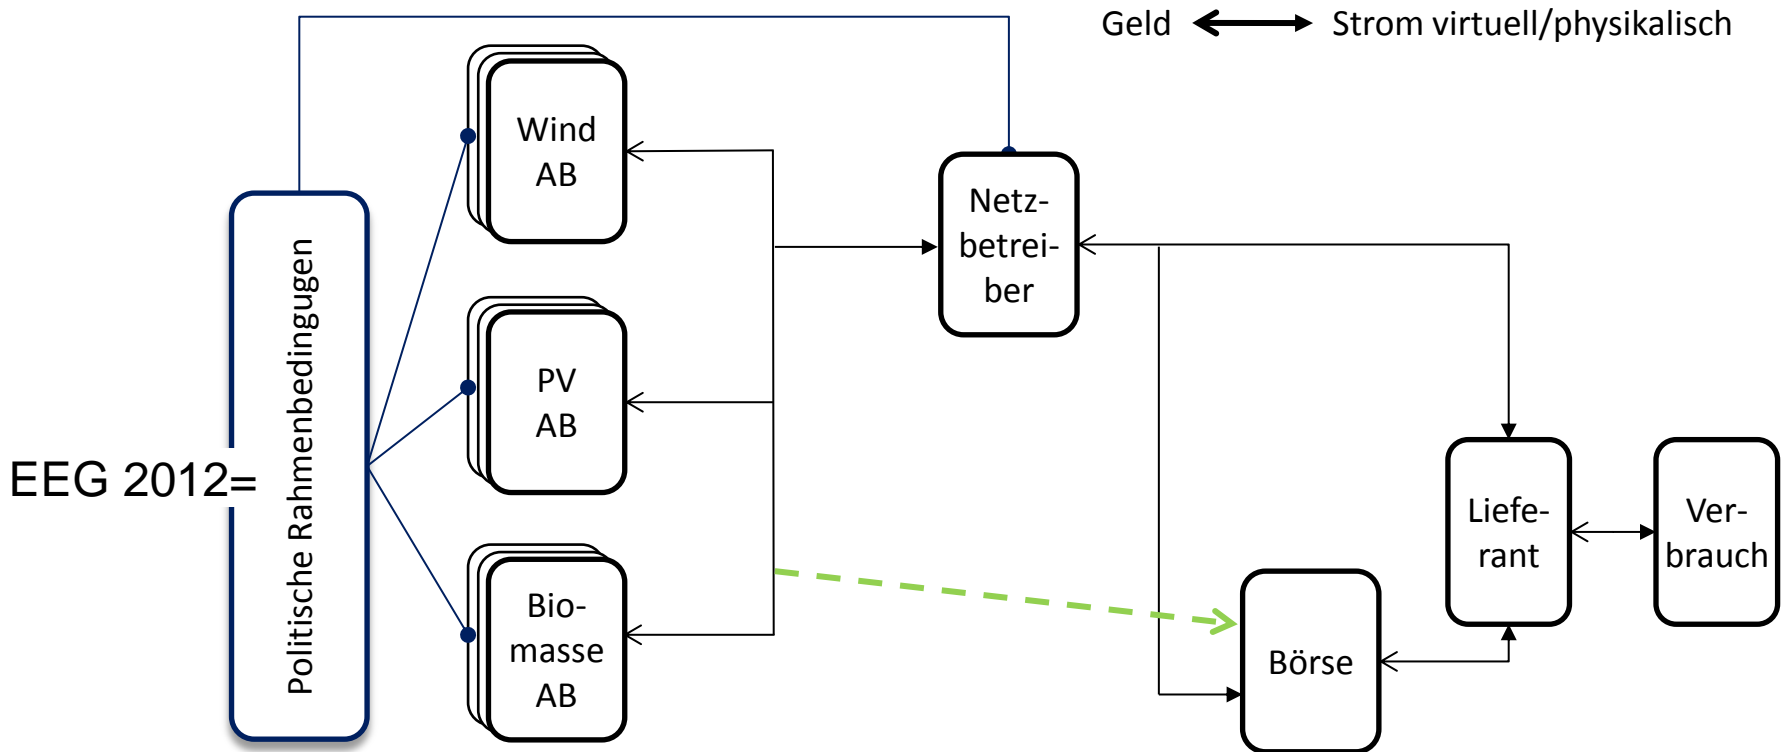 Geld
Strom virtuell/physikalisch
EEG 2012=
Politische Rahmenbedingugen
Wind
AB
PV
AB
Bio-
masse
AB
Netz-
betrei-
ber
Börse
Liefe-
rant
Ver-
brauch